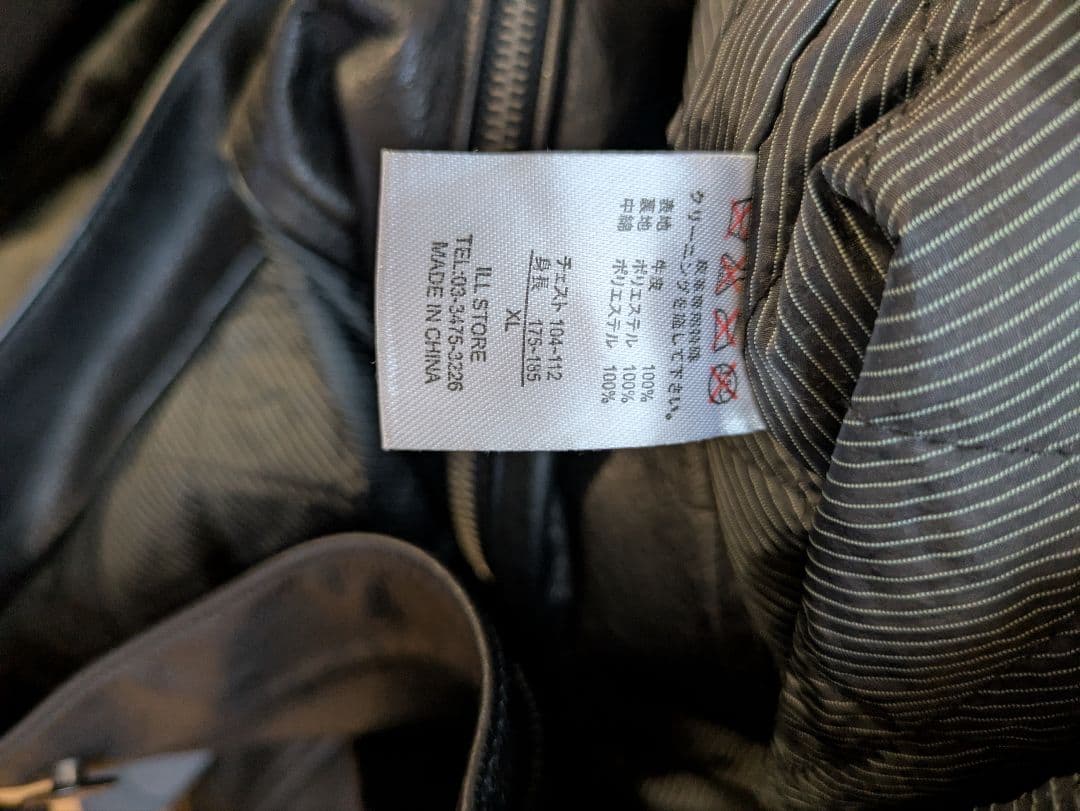 クリーニングを施して下さい。
表地 牛皮 100%
裏地 ポリエステル 100%
中綿 ポリエステル 100%
チェスト 104-112
身長 175-185
XL
ILL STORE
TEL:03-3475-3226
MADE IN CHINA